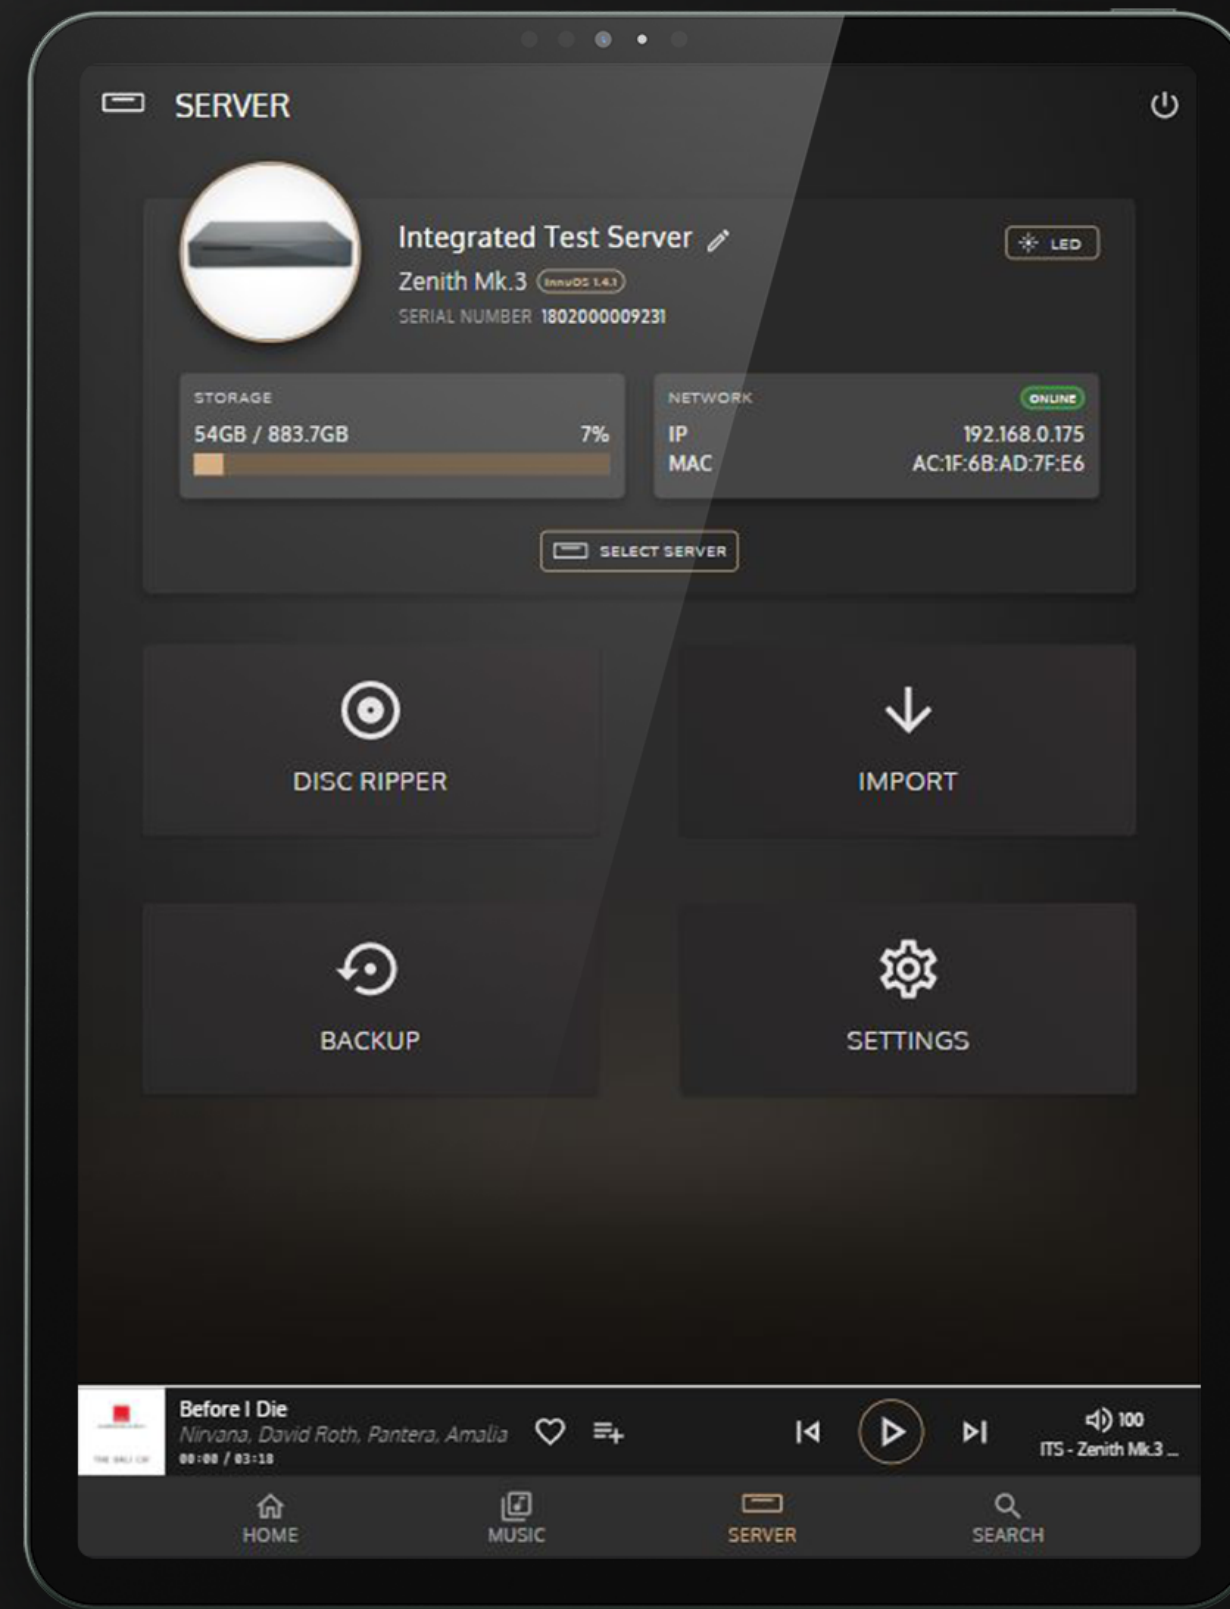 SERVER
Integrated Test Server
LED
Zenith Mk.3 InnuOS 1.4.1
SERIAL NUMBER 1802000009231
STORAGE
54GB / 883.7GB 7%
NETWORK ONLINE
IP 192.168.0.175
MAC AC:1F:6B:AD:7F:E6
SELECT SERVER
DISC RIPPER
IMPORT
BACKUP
SETTINGS
Before I Die
Nirvana, David Roth, Pantera, Amalia
00:00 / 03:18
100
ITS - Zenith Mk.3 ...
HOME
MUSIC
SERVER
SEARCH